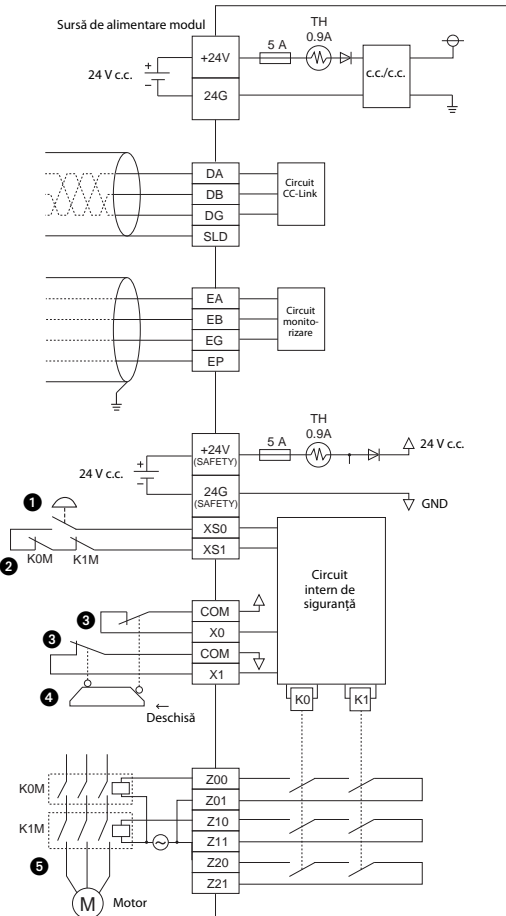 Sursă de alimentare modul
TH
0.9A
5 A
+24V
24 V c.c.
+
−
24G
c.c./c.c.
DA
DB
DG
SLD
Circuit
CC-Link
EA
EB
EG
EP
Circuit
monito-
rizare
TH
0.9A
5 A
+24V
(SAFETY)
24 V c.c.
24 V c.c.
+
−
24G
(SAFETY)
GND
1
XS0
XS1
2
K0M
K1M
Circuit
intern de
siguranță
3
COM
X0
3
COM
X1
4
←
Deschisă
K0
K1
K0M
Z00
Z01
K1M
Z10
Z11
5
Z20
Z21
M
Motor